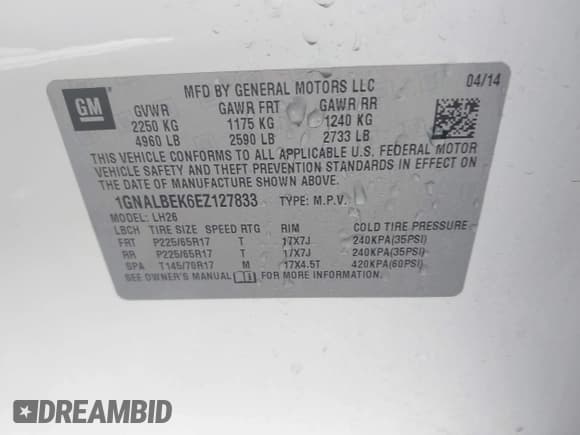 GM
MFD BY GENERAL MOTORS LLC 04/14
GVWR GAWR FRT GAWR RR
2250 KG 1175 KG 1240 KG
4960 LB 2590 LB 2733 LB
THIS VEHICLE CONFORMS TO ALL APPLICABLE U.S. FEDERAL MOTOR
VEHICLE SAFETY AND THEFT PREVENTION STANDARDS IN EFFECT ON
THE DATE OF MANUFACTURE SHOWN ABOVE.
1GNALBEK6EZ127833 TYPE: M.P.V.
MODEL: LH26
LBCH TIRE SIZE SPEED RTG RIM COLD TIRE PRESSURE
FRT P225/65R17 T 17X7J 240KPA(35PSI)
RR P225/65R17 T 17X7J 240KPA(35PSI)
SPA T145/70R17 M 17X4.5T 420KPA(60PSI)
SEE OWNER'S MANUAL FOR MORE INFORMATION.
DREAMBID